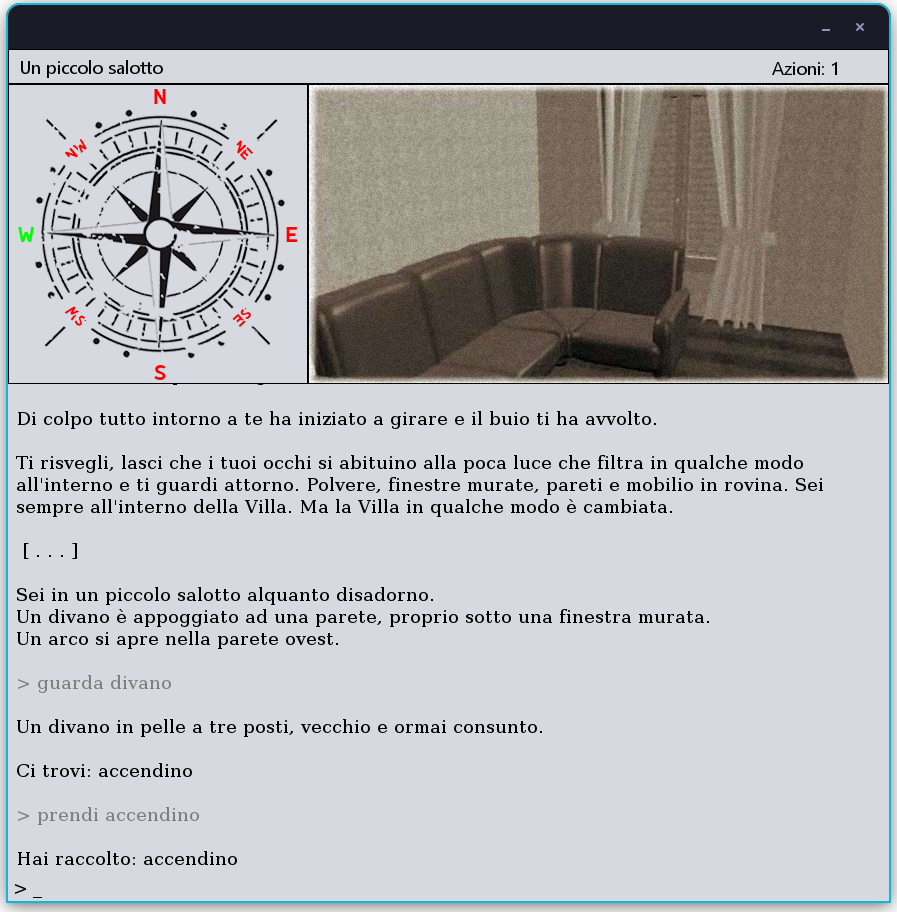 Un piccolo salotto
Azioni: 1
N
NW
NE
W
E
SW
SE
S
Di colpo tutto intorno a te ha iniziato a girare e il buio ti ha avvolto.
Ti risvegli, lasci che i tuoi occhi si abituino alla poca luce che filtra in qualche modo
all'interno e ti guardi attorno. Polvere, finestre murate, pareti e mobilio in rovina. Sei
sempre all'interno della Villa. Ma la Villa in qualche modo è cambiata.
[ . . . ]
Sei in un piccolo salotto alquanto disadorno.
Un divano è appoggiato ad una parete, proprio sotto una finestra murata.
Un arco si apre nella parete ovest.
> guarda divano
Un divano in pelle a tre posti, vecchio e ormai consunto.
Ci trovi: accendino
> prendi accendino
Hai raccolto: accendino
> _